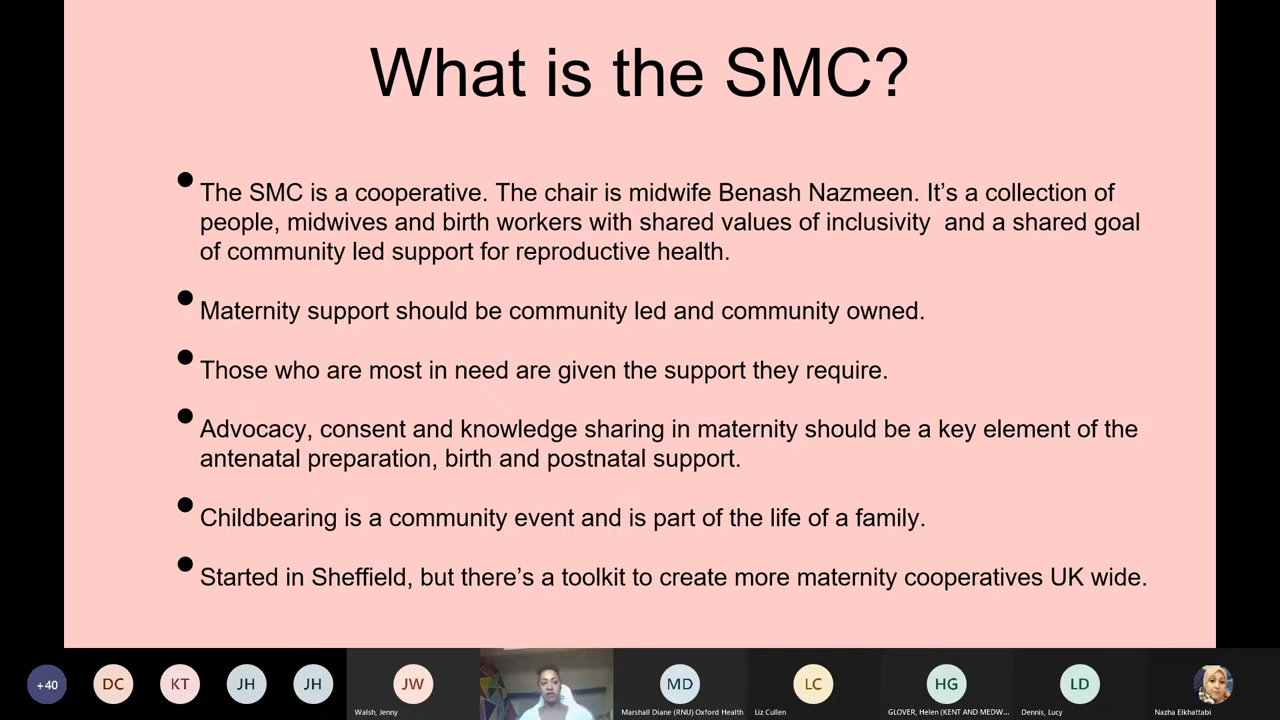 What is the SMC?
The SMC is a cooperative. The chair is midwife Benash Nazmeen. It’s a collection of
people, midwives and birth workers with shared values of inclusivity  and a shared goal
of community led support for reproductive health.
Maternity support should be community led and community owned.
Those who are most in need are given the support they require.
Advocacy, consent and knowledge sharing in maternity should be a key element of the
antenatal preparation, birth and postnatal support.
Childbearing is a community event and is part of the life of a family.
Started in Sheffield, but there’s a toolkit to create more maternity cooperatives UK wide.
+40 DC KT JH JH JW MD LC HG LD
Walsh, Jenny Marshall Diane (RNU) Oxford Health Liz Cullen GLOVER, Helen (KENT AND MEDW... Dennis, Lucy Nazha Elkhattabi